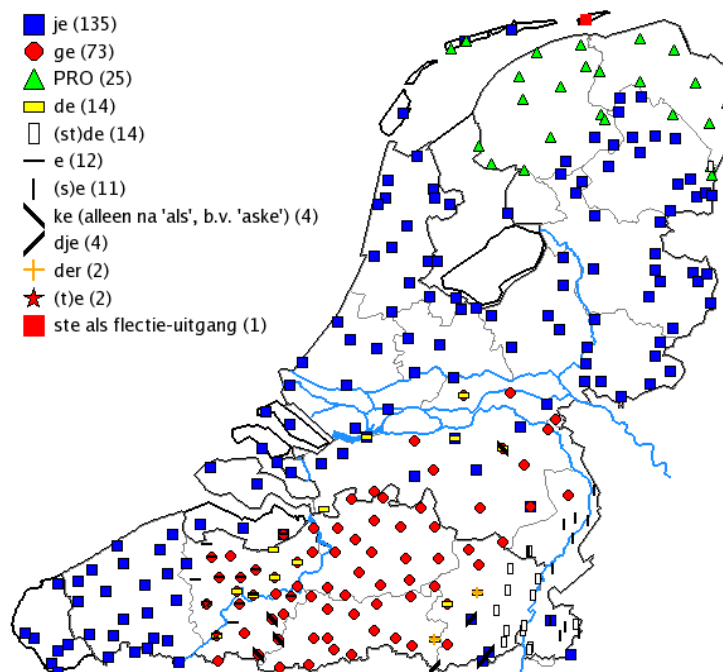 je (135)
ge (73)
PRO (25)
de (14)
(st)de (14)
e (12)
(s)e (11)
ke (alleen na 'als', b.v. 'aske') (4)
dje (4)
der (2)
(t)e (2)
ste als flectie-uitgang (1)